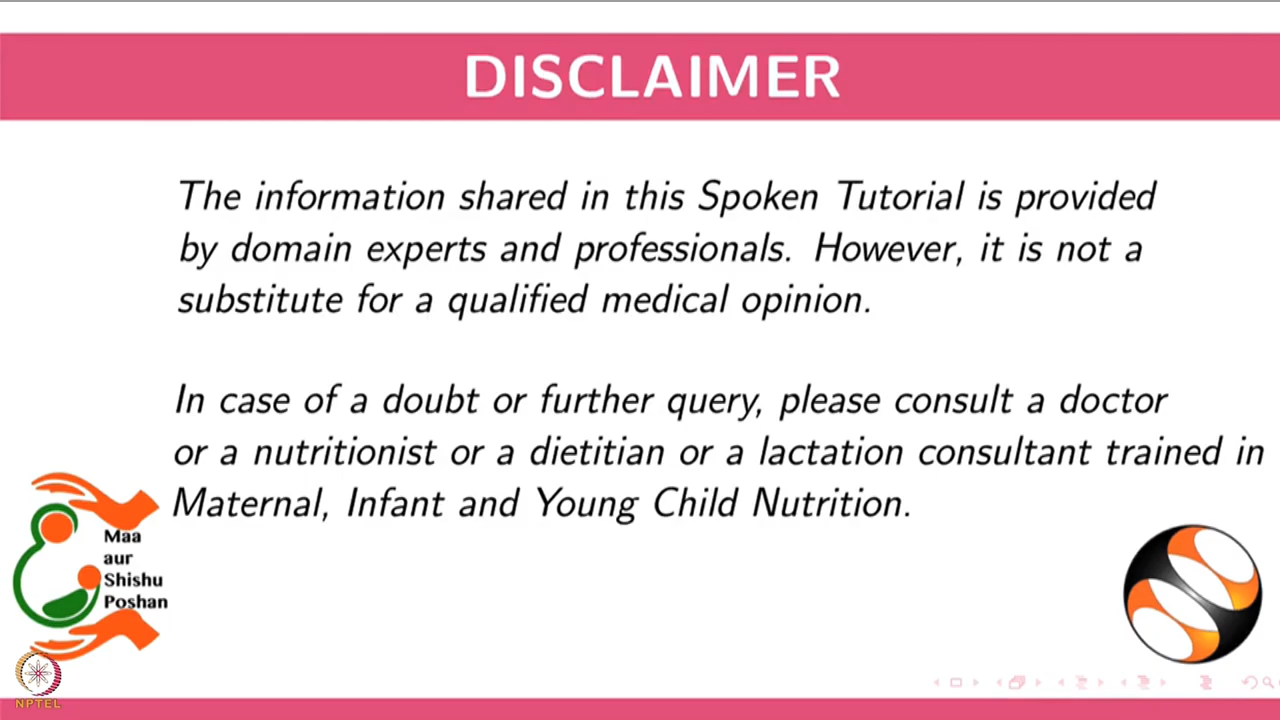 DISCLAIMER
The information shared in this Spoken Tutorial is provided
by domain experts and professionals. However, it is not a
substitute for a qualified medical opinion.
In case of a doubt or further query, please consult a doctor
or a nutritionist or a dietitian or a lactation consultant trained in
Maternal, Infant and Young Child Nutrition.
Maa
aur
Shishu
Poshan
NPTEL